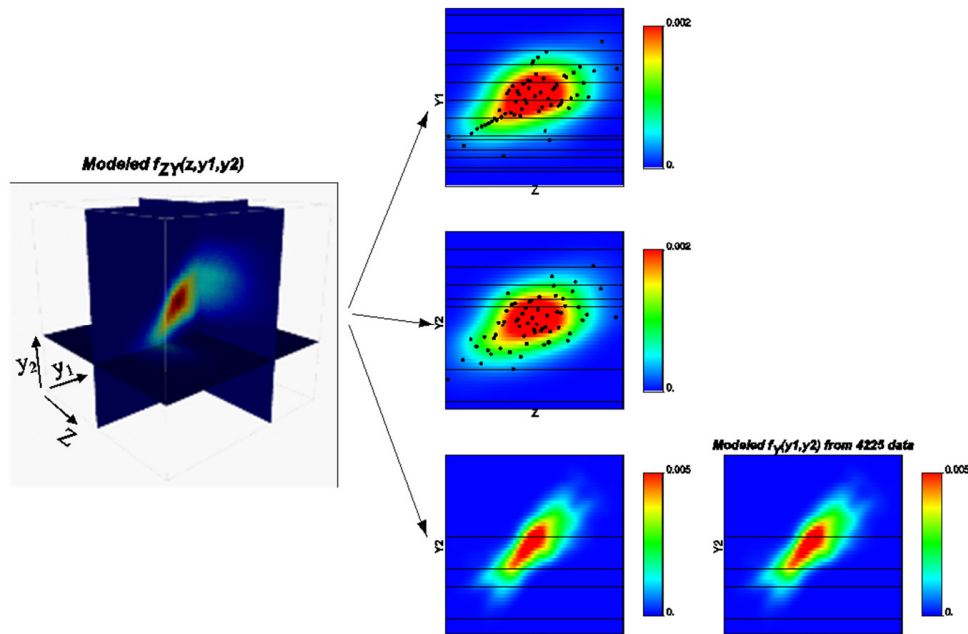 0.002
Y1
0.
Z
Modeled f_ZY(z,y1,y2)
0.002
Y2
0.
Z
y₂
y₁
Z
Modeled f_Y(y1,y2) from 4225 data
0.005
Y2
0.
0.005
Y2
0.